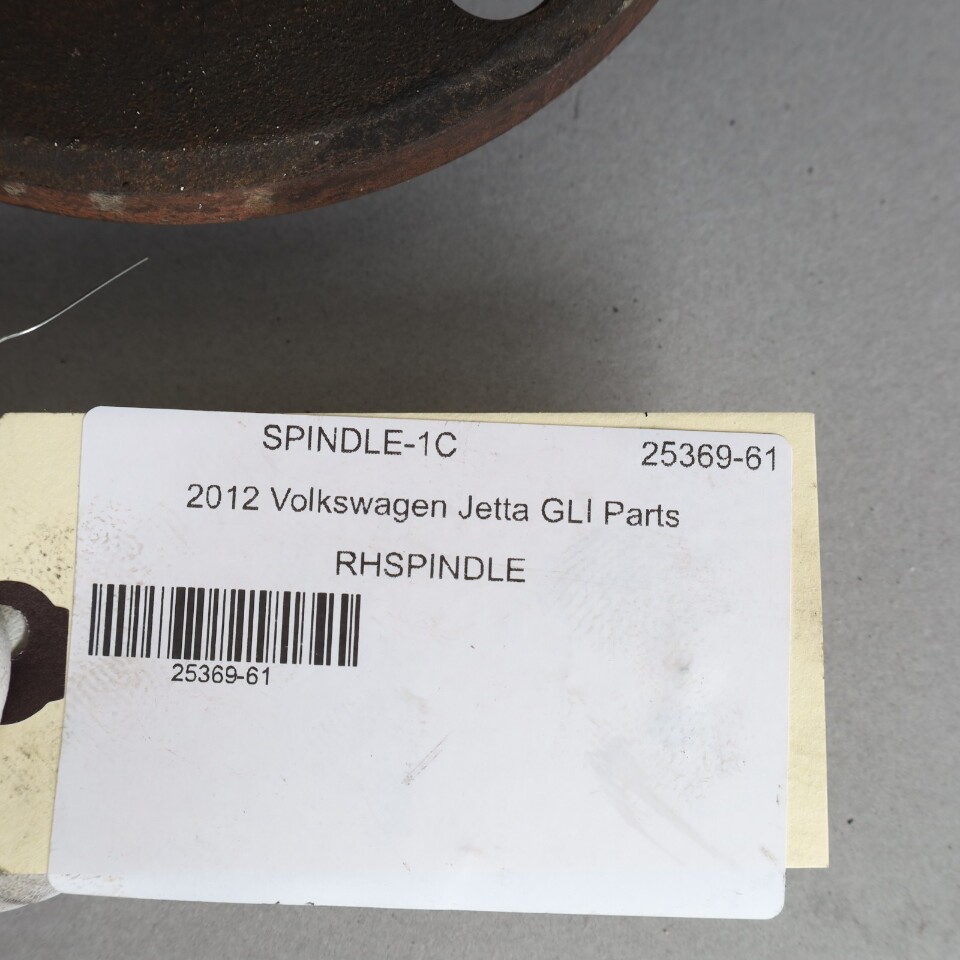 SPINDLE-1C 25369-61
2012 Volkswagen Jetta GLI Parts
RHSPINDLE
25369-61